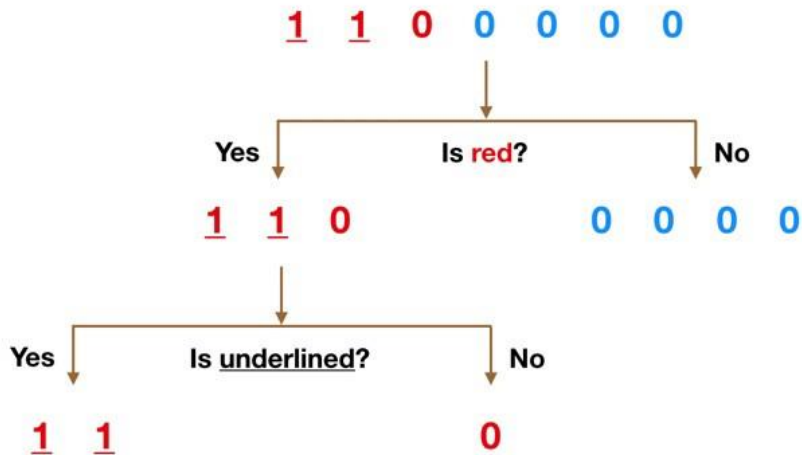 1 1 0 0 0 0 0
Yes Is red? No
1 1 0 0 0 0 0
Yes Is underlined? No
1 1 0